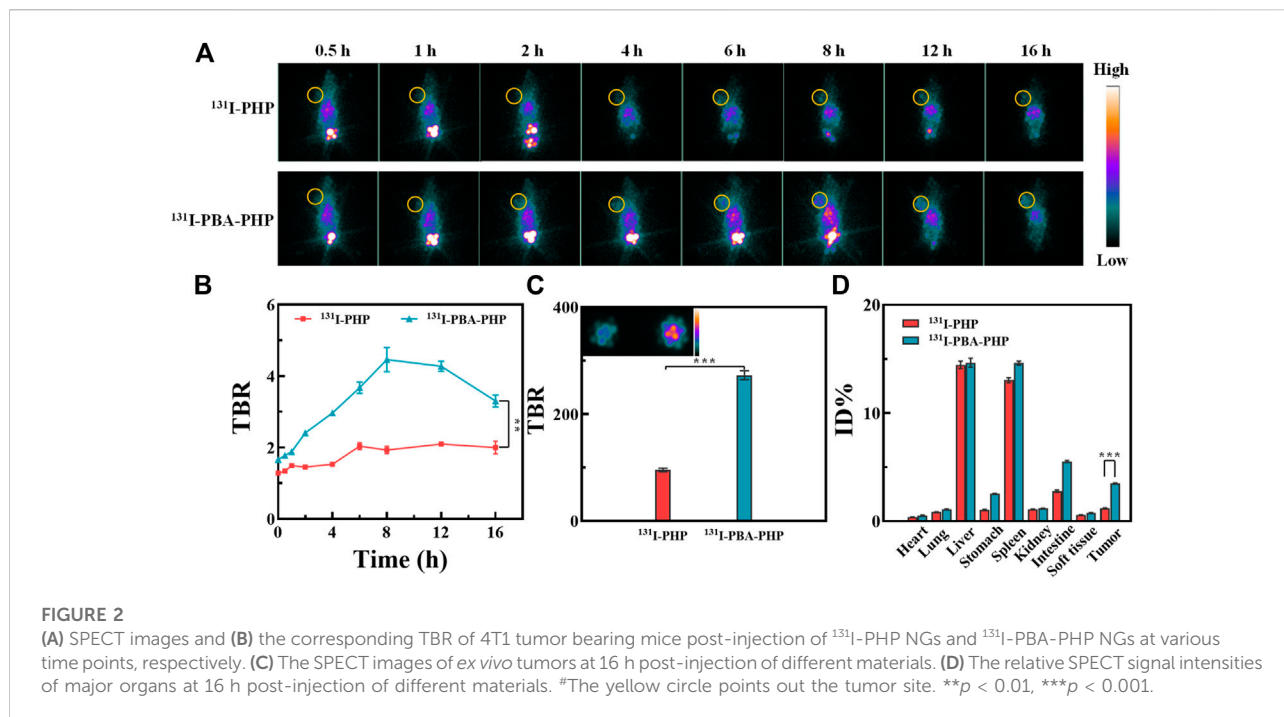 A
0.5 h 1 h 2 h 4 h 6 h 8 h 12 h 16 h
¹³¹I-PHP
¹³¹I-PBA-PHP
High
Low
B
6
4
2
0
TBR
¹³¹I-PHP ¹³¹I-PBA-PHP
**
0 4 8 12 16
Time (h)
C
400
200
0
TBR
***
¹³¹I-PHP ¹³¹I-PBA-PHP
D
15
10
5
0
ID%
¹³¹I-PHP
¹³¹I-PBA-PHP
***
Heart Lung Liver Stomach Spleen Kidney Intestine Soft tissue Tumor
FIGURE 2
(A) SPECT images and (B) the corresponding TBR of 4T1 tumor bearing mice post-injection of ¹³¹I-PHP NGs and ¹³¹I-PBA-PHP NGs at various
time points, respectively. (C) The SPECT images of ex vivo tumors at 16 h post-injection of different materials. (D) The relative SPECT signal intensities
of major organs at 16 h post-injection of different materials. #The yellow circle points out the tumor site. **p < 0.01, ***p < 0.001.